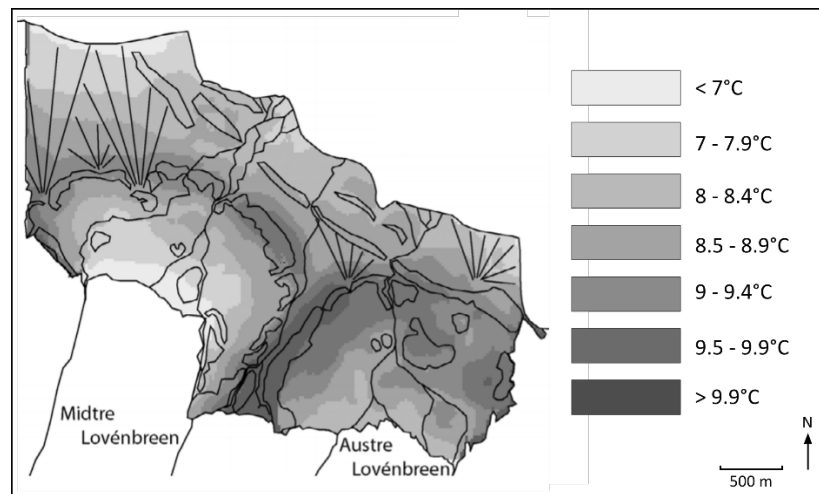 < 7°C
7 - 7.9°C
8 - 8.4°C
8.5 - 8.9°C
9 - 9.4°C
9.5 - 9.9°C
> 9.9°C
Midtre
Lovénbreen
Austre
Lovénbreen
N
500 m